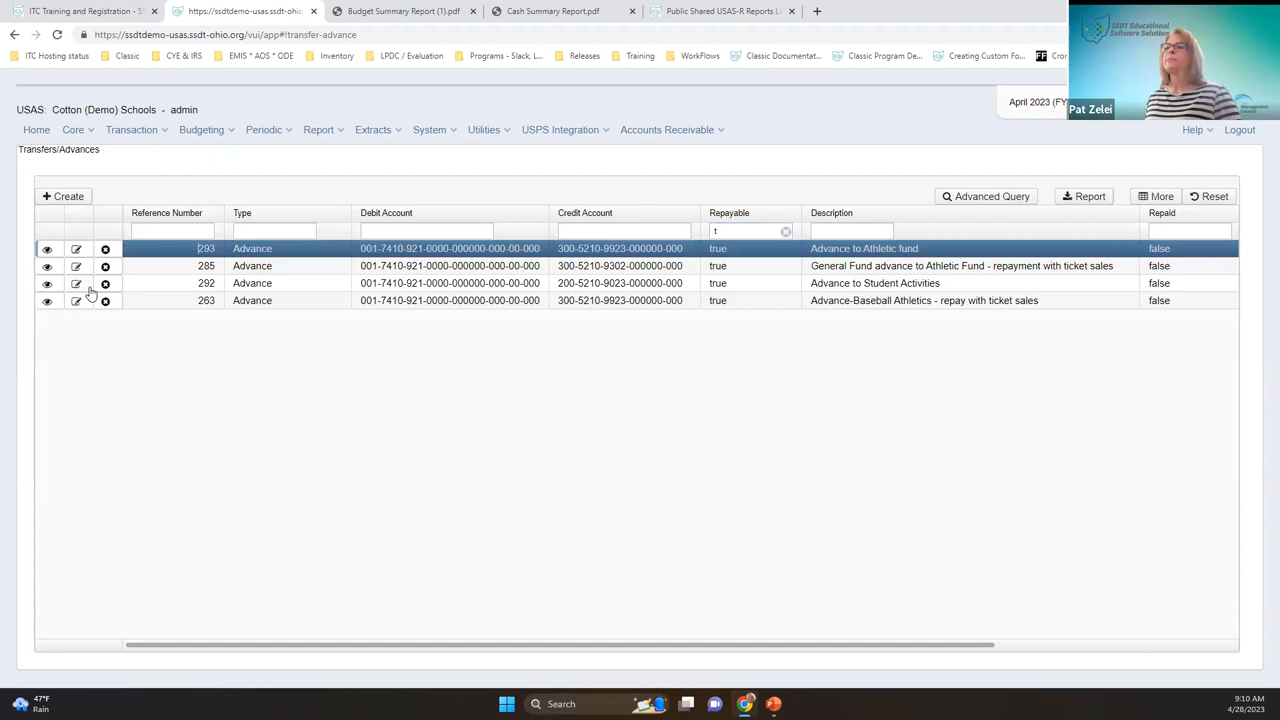 ITC Training and Registration - S
https://ssdtdemo-usas.ssdt-ohio
Budget Summary Report (1).pdf
Cash Summary Report.pdf
Public Shared USAS-R Reports Li
https://ssdtdemo-usas.ssdt-ohio.org/vui/app#!transfer-advance
ITC Hosting status
Classic
CYE & IRS
EMIS * AOS * ODE
Inventory
LPDC / Evaluation
Programs - Slack, L...
Releases
Training
WorkFlows
Classic Documentat...
Classic Program De...
Creating Custom Fo...
FF
Cron
SSDT Educational
Software Solution
Pat Zelei
Management
Council
USAS: Cotton (Demo) Schools - admin
April 2023 (FY
Home Core Transaction Budgeting Periodic Report Extracts System Utilities USPS Integration Accounts Receivable Help Logout
Transfers/Advances
Create Advanced Query Report More Reset
Reference Number Type Debit Account Credit Account Repayable Description Repaid
t
293 Advance 001-7410-921-0000-000000-000-00-000 300-5210-9923-000000-000 true Advance to Athletic fund false
285 Advance 001-7410-921-0000-000000-000-00-000 300-5210-9302-000000-000 true General Fund advance to Athletic Fund - repayment with ticket sales false
292 Advance 001-7410-921-0000-000000-000-00-000 200-5210-9023-000000-000 true Advance to Student Activities false
263 Advance 001-7410-921-0000-000000-000-00-000 300-5210-9923-000000-000 true Advance-Baseball Athletics - repay with ticket sales false
47°F
Rain
Search
9:10 AM
4/28/2023